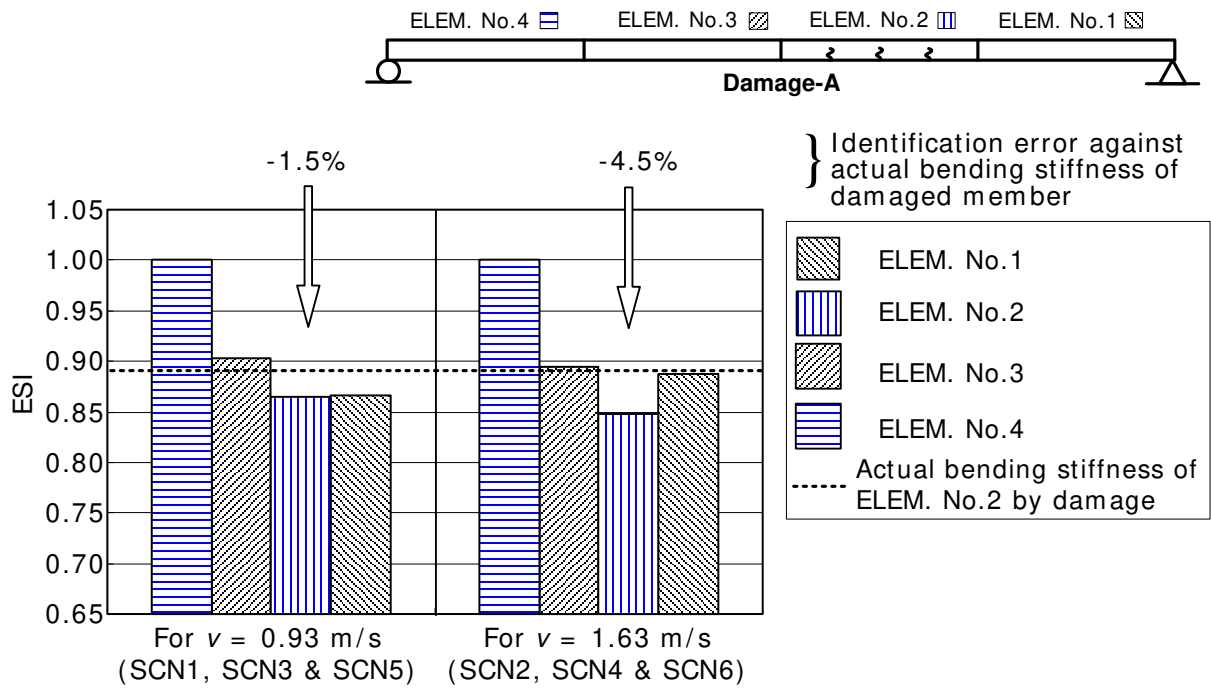 ELEM. No.4 ELEM. No.3 ELEM. No.2 ELEM. No.1
Damage-A
-1.5%
-4.5%
} Identification error against
actual bending stiffness of
damaged member
1.05
1.00
0.95
0.90
0.85
0.80
0.75
0.70
0.65
ESI
ELEM. No.1
ELEM. No.2
ELEM. No.3
ELEM. No.4
Actual bending stiffness of
ELEM. No.2 by damage
For v = 0.93 m/s
(SCN1, SCN3 & SCN5)
For v = 1.63 m/s
(SCN2, SCN4 & SCN6)